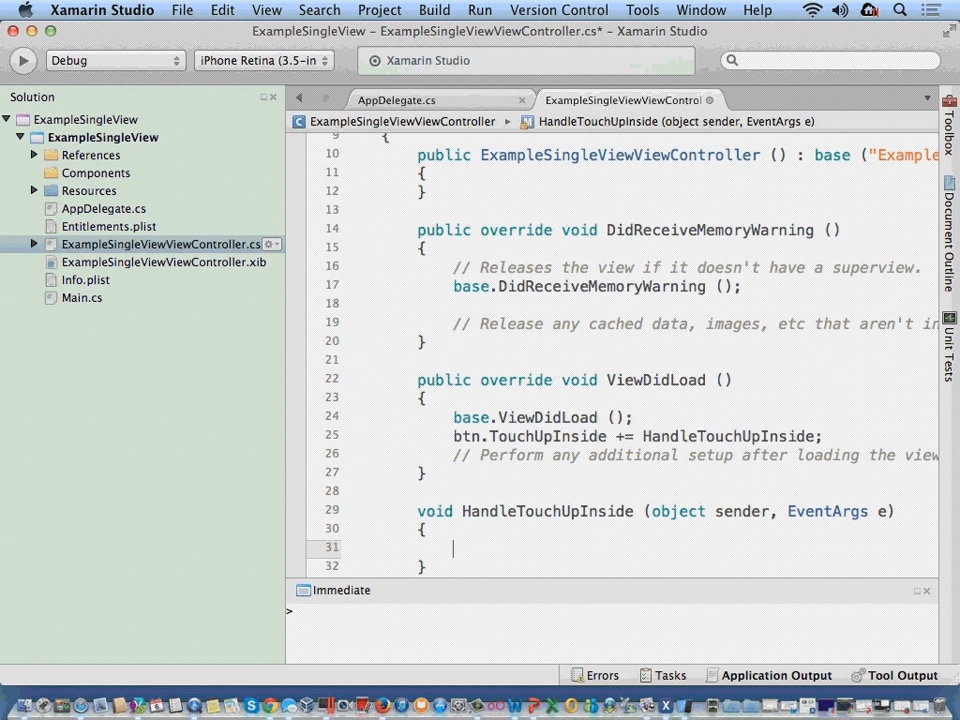 Xamarin Studio File Edit View Search Project Build Run Version Control Tools Window Help
ExampleSingleView – ExampleSingleViewViewController.cs* – Xamarin Studio
Debug iPhone Retina (3.5-in Xamarin Studio
Solution
AppDelegate.cs ExampleSingleViewViewControl
ExampleSingleViewViewController HandleTouchUpInside (object sender, EventArgs e)
ExampleSingleView
ExampleSingleView
References
Components
Resources
AppDelegate.cs
Entitlements.plist
ExampleSingleViewViewController.cs
ExampleSingleViewViewController.xib
Info.plist
Main.cs
9 {
10 public ExampleSingleViewViewController () : base ("Example
11 {
12 }
13
14 public override void DidReceiveMemoryWarning ()
15 {
16 // Releases the view if it doesn't have a superview.
17 base.DidReceiveMemoryWarning ();
18
19 // Release any cached data, images, etc that aren't in
20 }
21
22 public override void ViewDidLoad ()
23 {
24 base.ViewDidLoad ();
25 btn.TouchUpInside += HandleTouchUpInside;
26 // Perform any additional setup after loading the view
27 }
28
29 void HandleTouchUpInside (object sender, EventArgs e)
30 {
31
32 }
Toolbox
Document Outline
Unit Tests
Immediate
>
Errors Tasks Application Output Tool Output